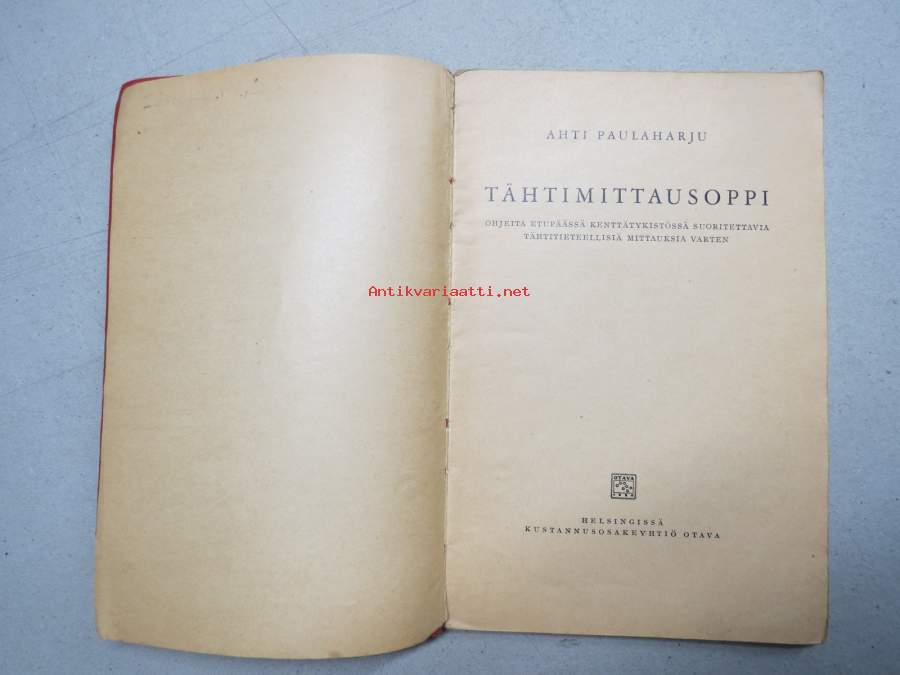 AHTI PAULAHARJU
TÄHTIMITTAUSOPPI
OHJEITA ETUPÄÄSSÄ KENTTÄTYKISTÖSSÄ SUORITETTAVIA
TÄHTITIETEELLISIÄ MITTAUKSIA VARTEN
Antikvariaatti.net
OTAVA
HELSINGISSÄ
KUSTANNUSOSAKEYHTIÖ OTAVA